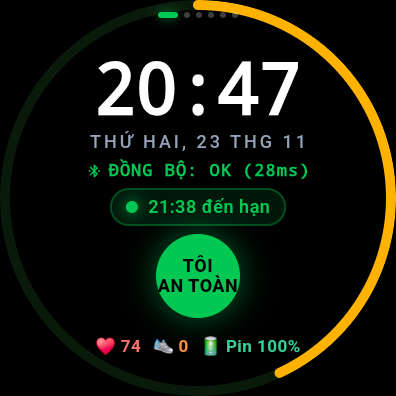 20:47
THỨ HAI, 23 THG 11
ĐỒNG BỘ: OK (28ms)
21:38 đến hạn
TÔI
AN TOÀN
74 0 Pin 100%